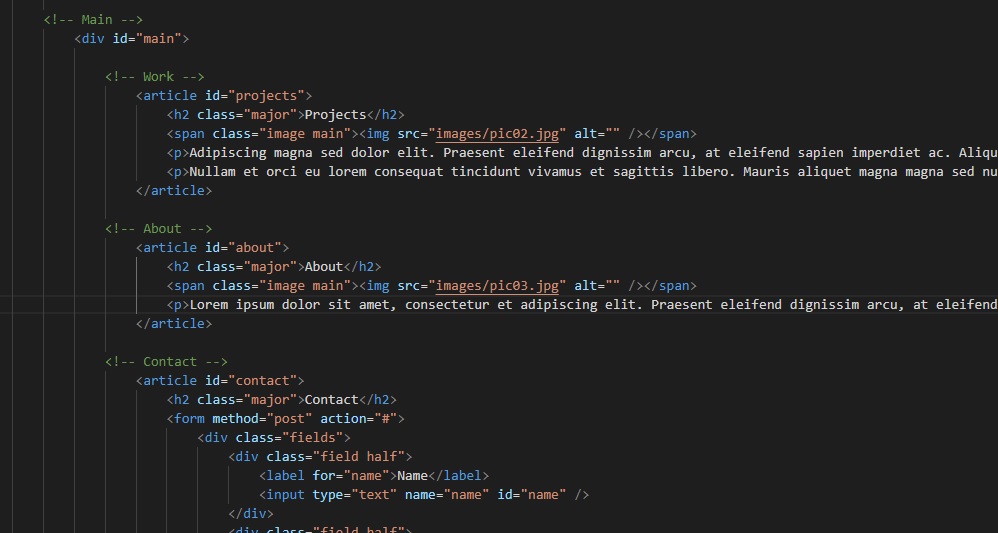 <!-- Main -->
<div id="main">
<!-- Work -->
<article id="projects">
<h2 class="major">Projects</h2>
<span class="image main"><img src="images/pic02.jpg" alt="" /></span>
<p>Adipiscing magna sed dolor elit. Praesent eleifend dignissim arcu, at eleifend sapien imperdiet ac. Aliqu
<p>Nullam et orci eu lorem consequat tincidunt vivamus et sagittis libero. Mauris aliquet magna magna sed nu
</article>
<!-- About -->
<article id="about">
<h2 class="major">About</h2>
<span class="image main"><img src="images/pic03.jpg" alt="" /></span>
<p>Lorem ipsum dolor sit amet, consectetur et adipiscing elit. Praesent eleifend dignissim arcu, at eleifend
</article>
<!-- Contact -->
<article id="contact">
<h2 class="major">Contact</h2>
<form method="post" action="#">
<div class="fields">
<div class="field half">
<label for="name">Name</label>
<input type="text" name="name" id="name" />
</div>
<div class="field half">